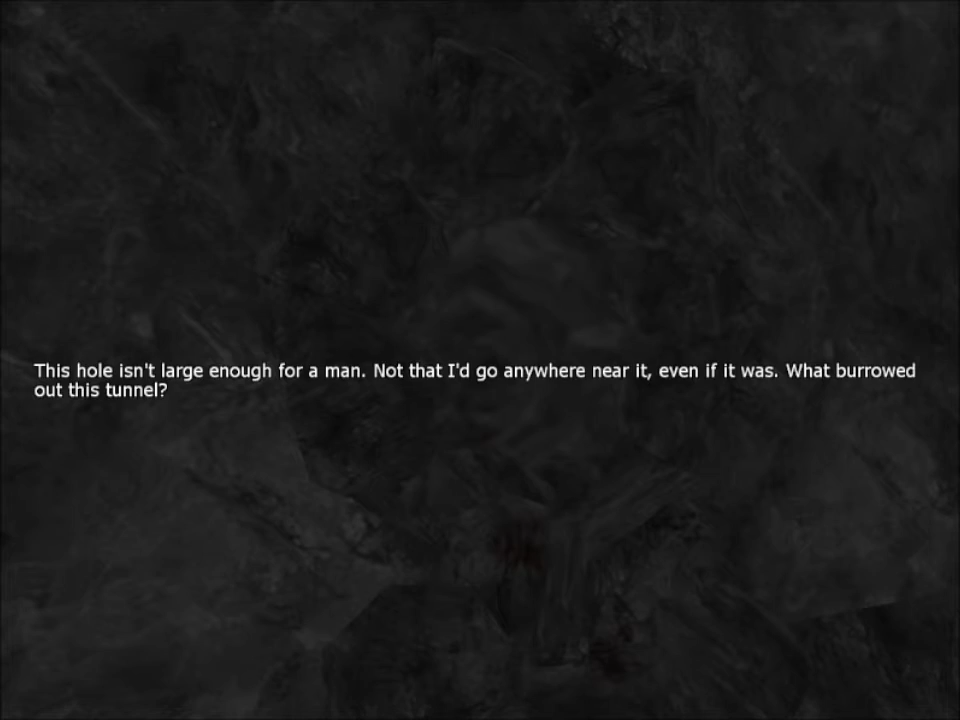 This hole isn't large enough for a man. Not that I'd go anywhere near it, even if it was. What burrowed
out this tunnel?